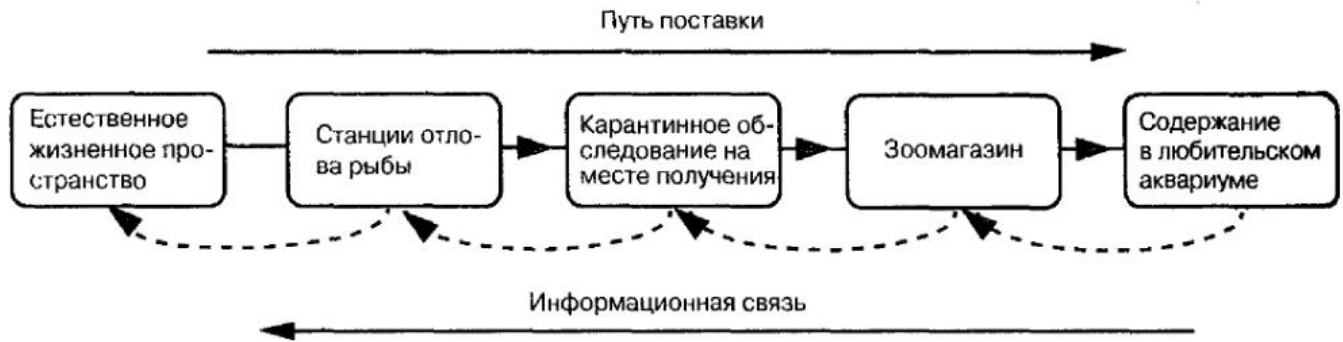 Путь поставки
Естественное
жизненное про-
странство
Станции отло-
ва рыбы
Карантинное об-
следование на
месте получения
Зоомагазин
Содержание
в любительском
аквариуме
Информационная связь